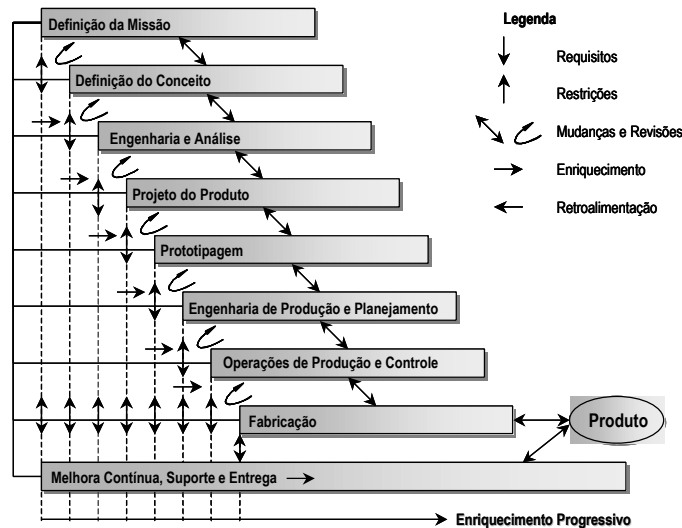 Definição da Missão
Definição do Conceito
Engenharia e Análise
Projeto do Produto
Prototipagem
Engenharia de Produção e Planejamento
Operações de Produção e Controle
Fabricação
Produto
Melhora Contínua, Suporte e Entrega
Enriquecimento Progressivo
Legenda
Requisitos
Restrições
Mudanças e Revisões
Enriquecimento
Retroalimentação